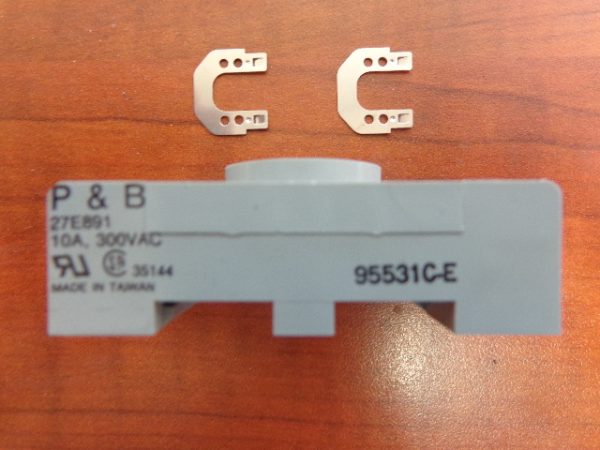 P & B
27E891
10A, 300VAC
35144
95531C-E
MADE IN TAIWAN